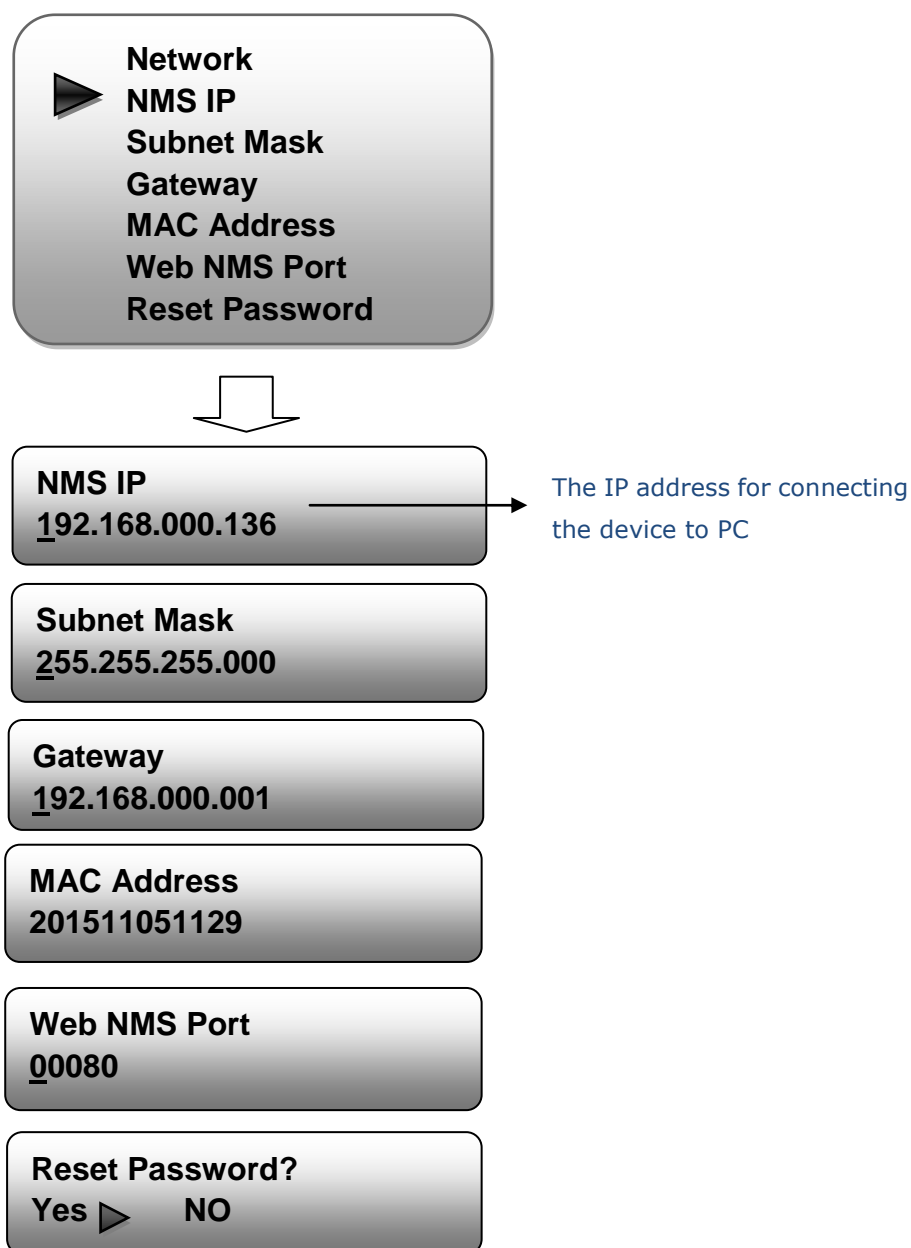 Network
NMS IP
Subnet Mask
Gateway
MAC Address
Web NMS Port
Reset Password
NMS IP
192.168.000.136
The IP address for connecting
the device to PC
Subnet Mask
255.255.255.000
Gateway
192.168.000.001
MAC Address
201511051129
Web NMS Port
00080
Reset Password?
Yes NO